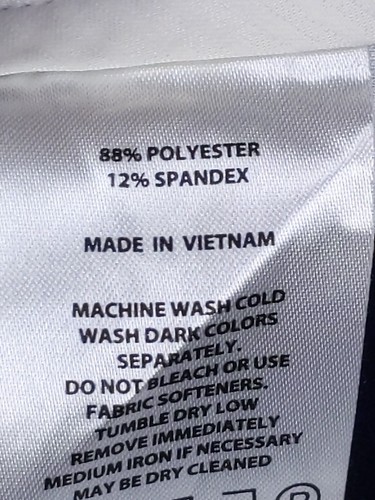 88% POLYESTER
12% SPANDEX
MADE IN VIETNAM
MACHINE WASH COLD
WASH DARK COLORS
SEPARATELY.
DO NOT BLEACH OR USE
FABRIC SOFTENERS.
TUMBLE DRY LOW
REMOVE IMMEDIATELY
MEDIUM IRON IF NECESSARY
MAY BE DRY CLEANED